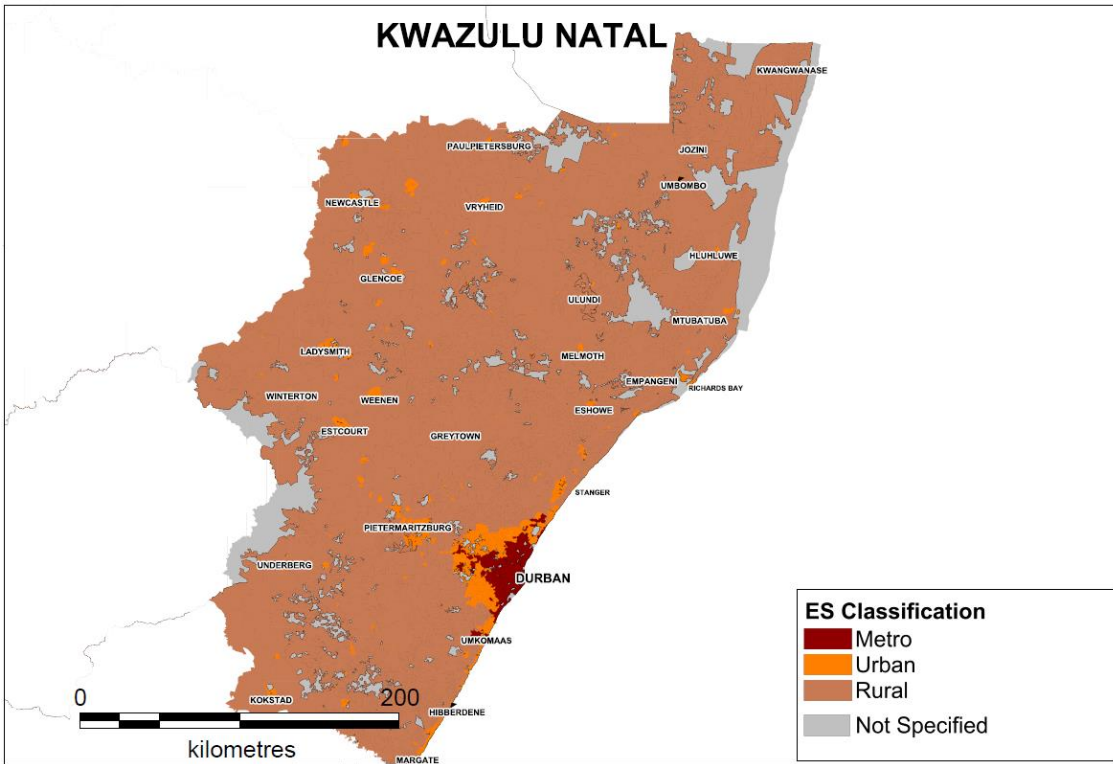 KWAZULU NATAL
KWANGWANASE
PAULPIETERSBURG
JOZINI
UMBOMBO
NEWCASTLE
VRYHEID
HLUHLUWE
GLENCOE
ULUNDI
MTUBATUBA
LADYSMITH
MELMOTH
EMPANGENI
RICHARDS BAY
WINTERTON
WEENEN
ESHOWE
ESTCOURT
GREYTOWN
STANGER
PIETERMARITZBURG
UNDERBERG
DURBAN
UMKOMAAS
KOKSTAD
HIBBERDENE
MARGATE
0 200
kilometres
ES Classification
Metro
Urban
Rural
Not Specified